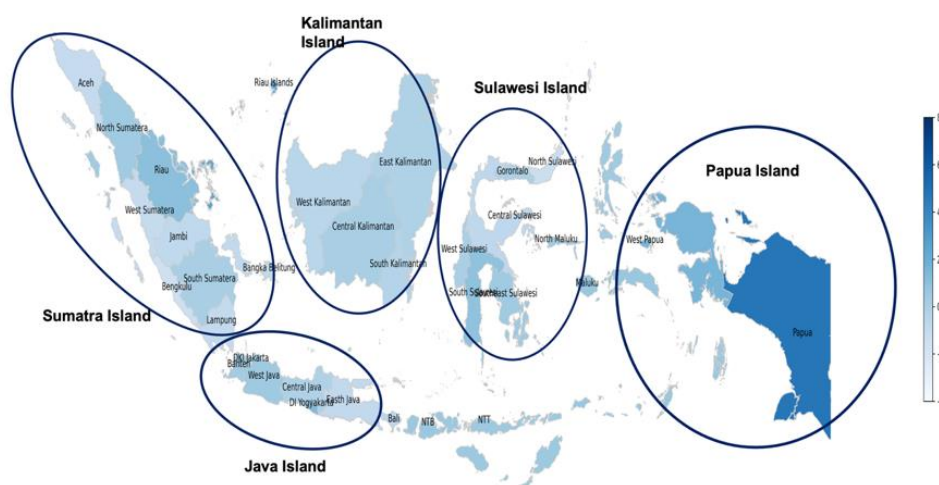 Kalimantan
Island
Sulawesi Island
Papua Island
Sumatra Island
Java Island
Aceh
North Sumatera
Riau
Riau Islands
West Sumatera
Jambi
South Sumatera
Bengkulu
Bangka Belitung
Lampung
East Kalimantan
West Kalimantan
Central Kalimantan
South Kalimantan
North Sulawesi
Gorontalo
Central Sulawesi
West Sulawesi
North Maluku
Southeast Sulawesi
Maluku
West Papua
Papua
DKI Jakarta
Banten
West Java
Central Java
DI Yogyakarta
Easth Java
Bali
NTB
NTT
2